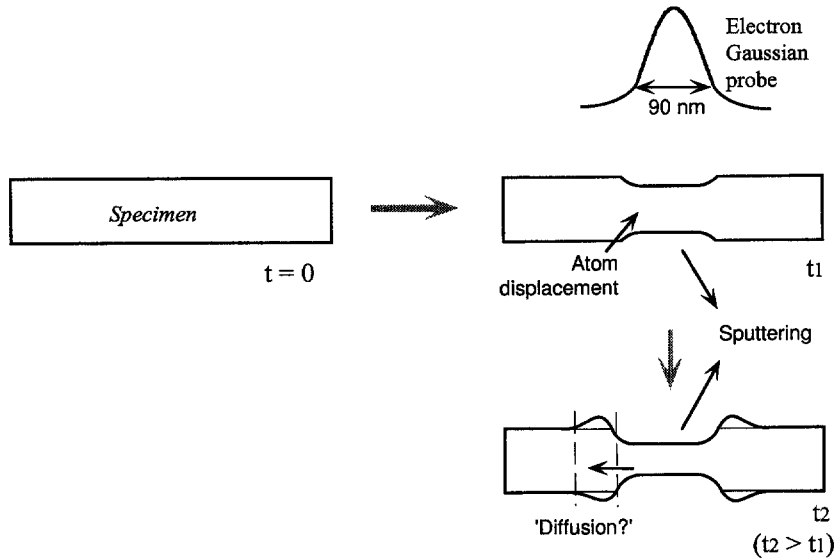 Electron
Gaussian
probe
90 nm
Specimen
t = 0
Atom
displacement
t1
Sputtering
'Diffusion?'
t2
(t2 > t1)